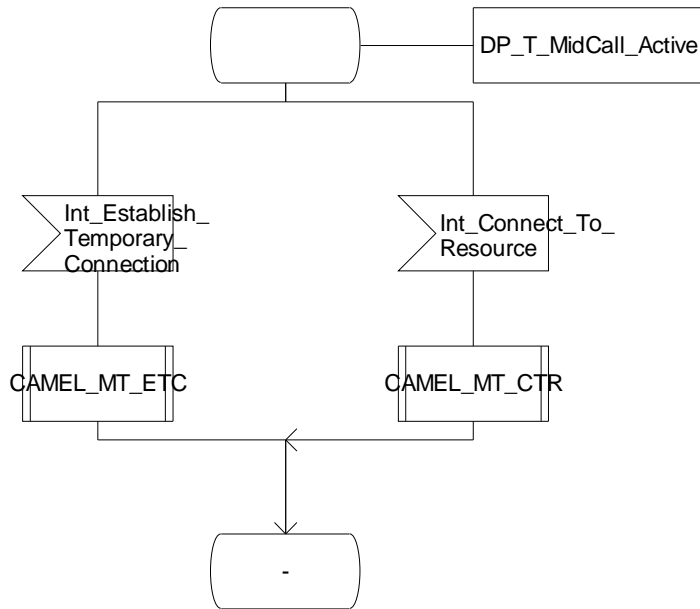 DP_T_MidCall_Active
Int_Establish_
Temporary_
Connection
Int_Connect_To_
Resource
CAMEL_MT_ETC
CAMEL_MT_CTR
-